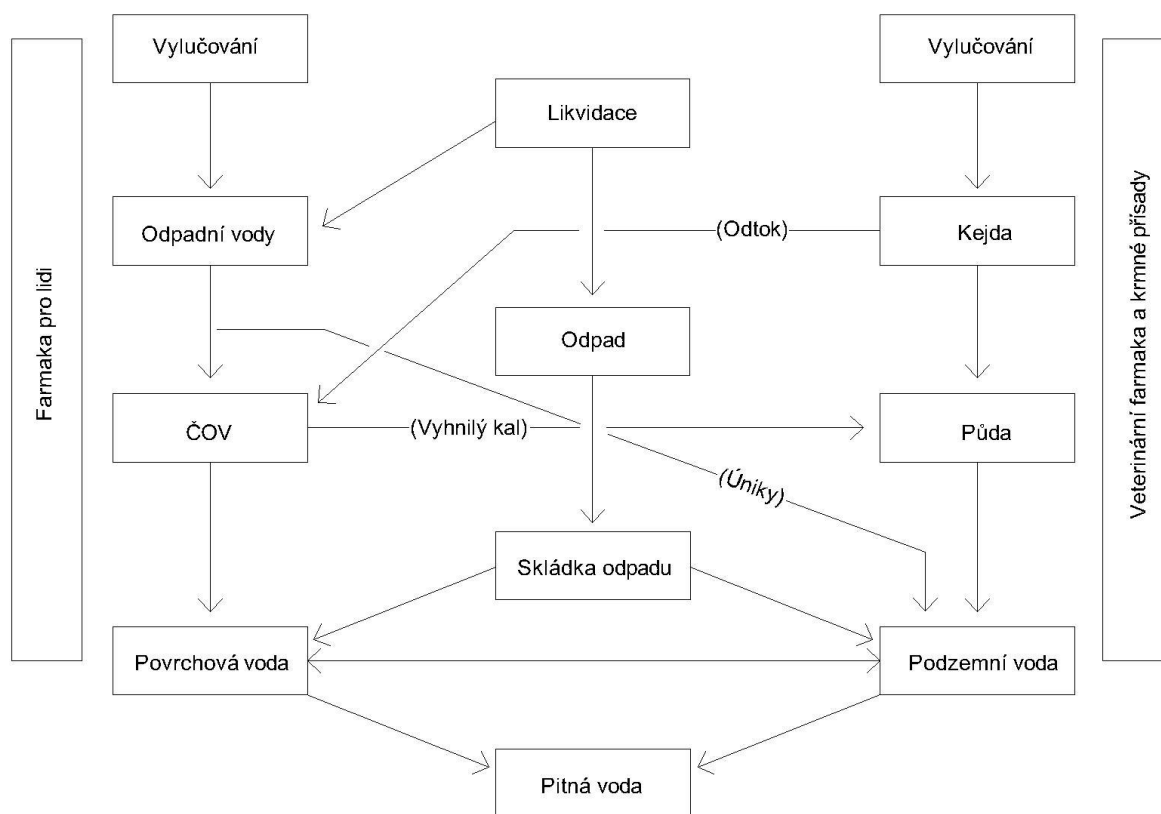 Vylučování
Vylučování
Likvidace
Odpadní vody
(Odtok)
Kejda
Farmaka pro lidi
Veterinární farmaka a krmné přísady
Odpad
ČOV
(Vyhnilý kal)
Půda
(Úniky)
Skládka odpadu
Povrchová voda
Podzemní voda
Pitná voda